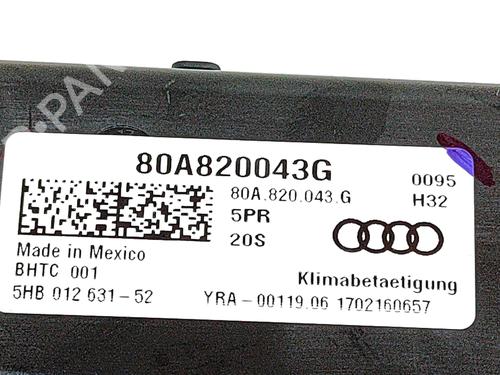 80A820043G
80A.820.043.G 0095
5PR H32
20S
Made in Mexico
BHTC 001 Klimabetaetigung
5HB 012 631-52 YRA-00119.06 1702160657